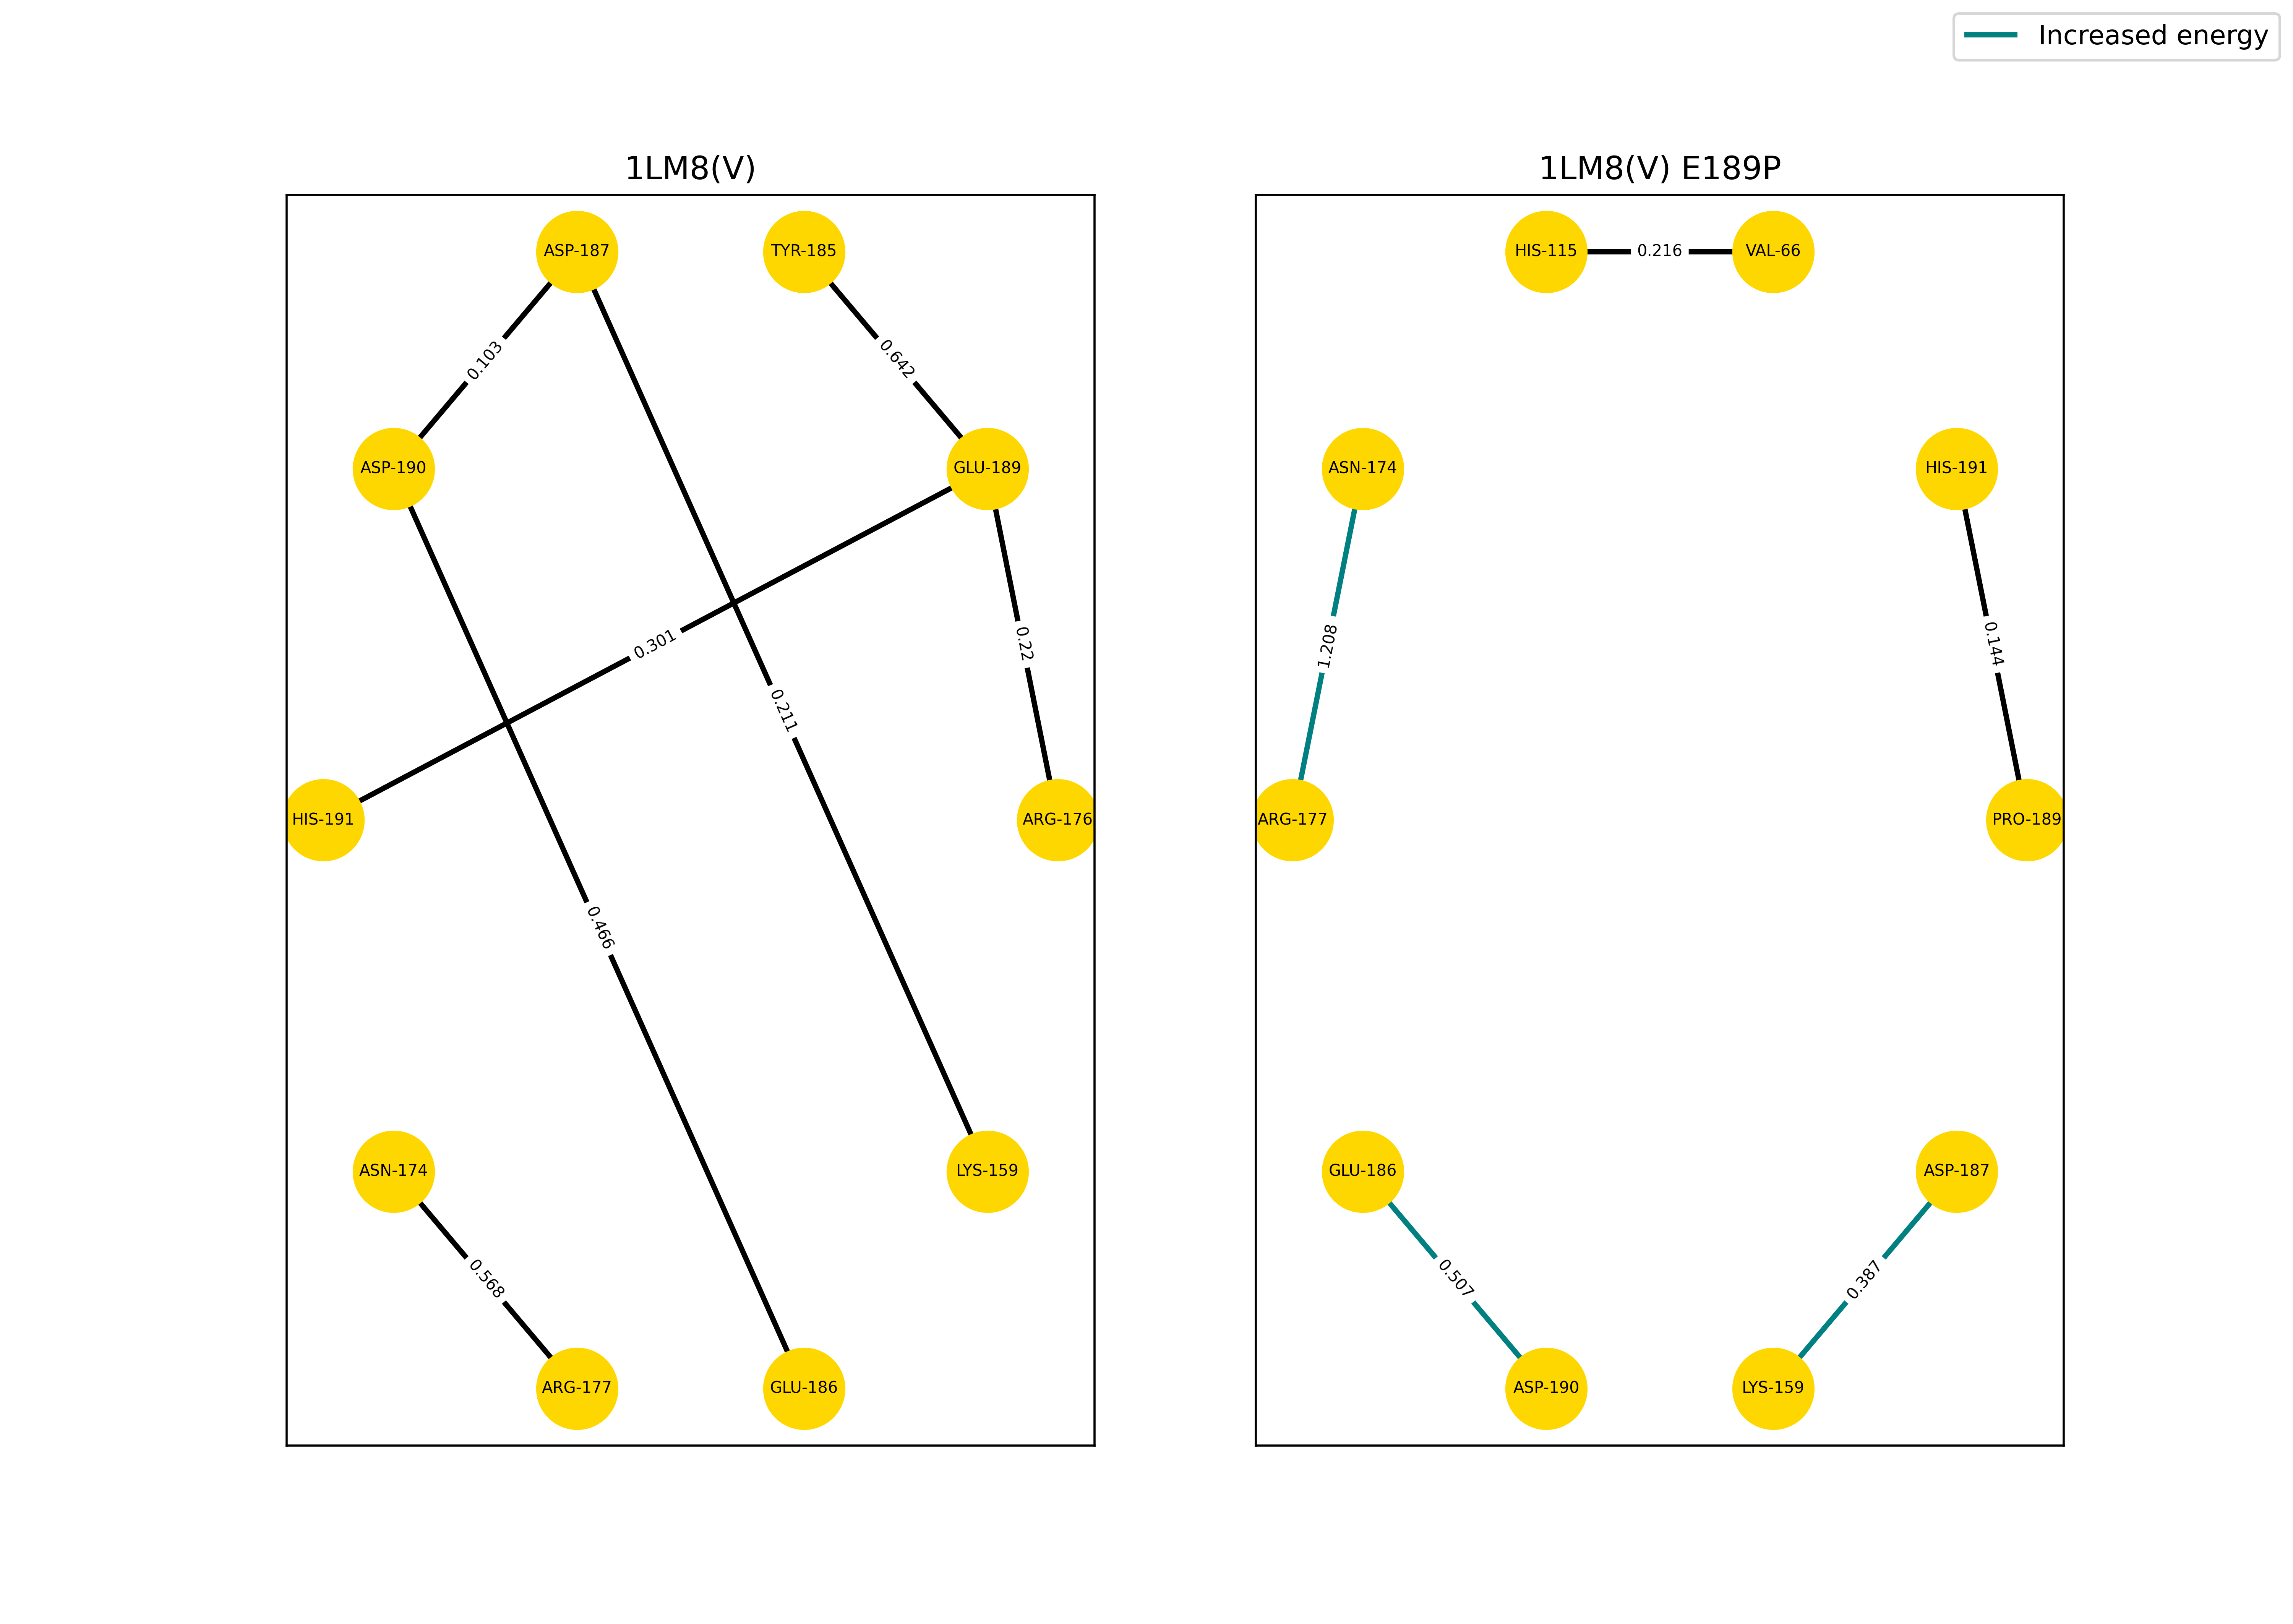 Increased energy
1LM8(V)
ASP-187
TYR-185
0.103
0.642
ASP-190
GLU-189
0.301
0.22
0.211
HIS-191
ARG-176
0.466
ASN-174
LYS-159
0.568
ARG-177
GLU-186
1LM8(V) E189P
HIS-115
0.216
VAL-66
ASN-174
HIS-191
1.208
0.144
ARG-177
PRO-189
GLU-186
ASP-187
0.507
0.387
ASP-190
LYS-159